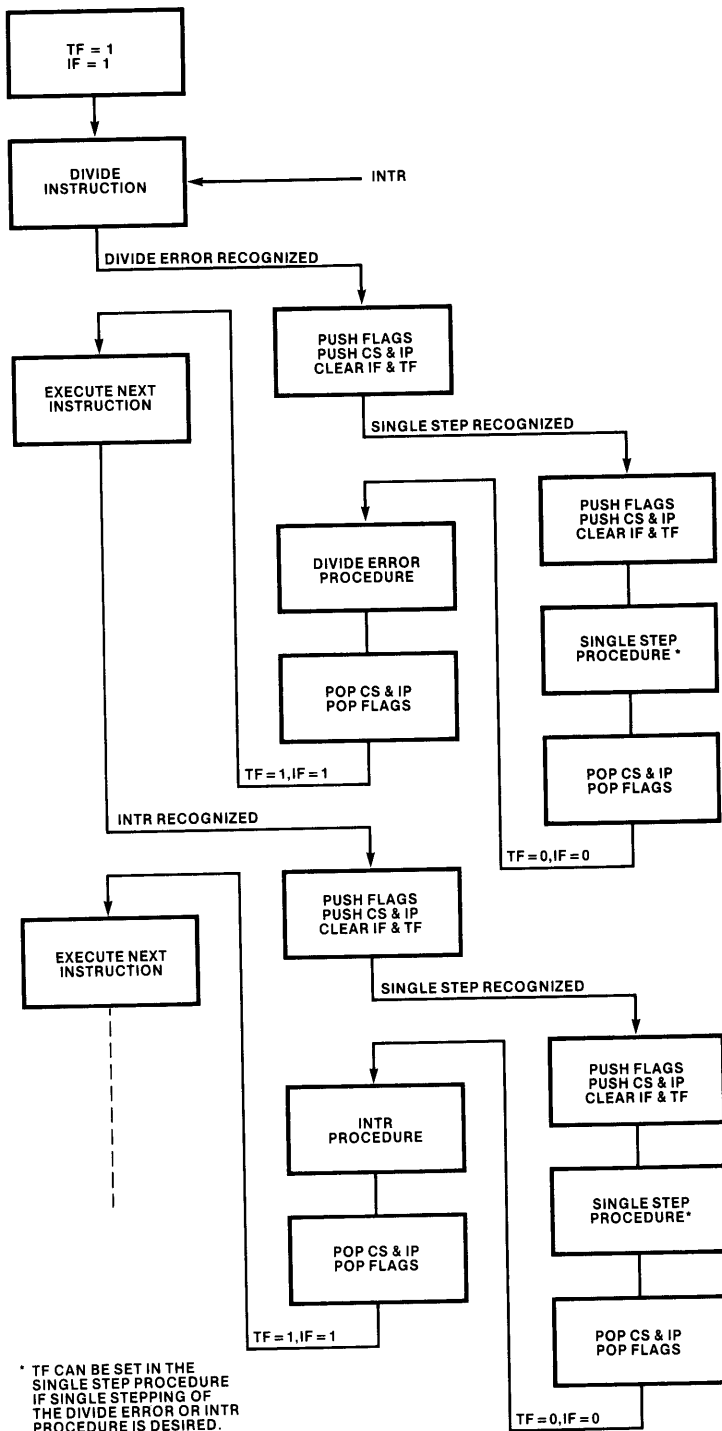 TF = 1
IF = 1
DIVIDE
INSTRUCTION
INTR
DIVIDE ERROR RECOGNIZED
PUSH FLAGS
PUSH CS & IP
CLEAR IF & TF
EXECUTE NEXT
INSTRUCTION
SINGLE STEP RECOGNIZED
PUSH FLAGS
PUSH CS & IP
CLEAR IF & TF
DIVIDE ERROR
PROCEDURE
SINGLE STEP
PROCEDURE *
POP CS & IP
POP FLAGS
POP CS & IP
POP FLAGS
TF = 1, IF = 1
INTR RECOGNIZED
TF = 0, IF = 0
PUSH FLAGS
PUSH CS & IP
CLEAR IF & TF
EXECUTE NEXT
INSTRUCTION
SINGLE STEP RECOGNIZED
PUSH FLAGS
PUSH CS & IP
CLEAR IF & TF
INTR
PROCEDURE
SINGLE STEP
PROCEDURE*
POP CS & IP
POP FLAGS
POP CS & IP
POP FLAGS
TF = 1, IF = 1
* TF CAN BE SET IN THE
SINGLE STEP PROCEDURE
IF SINGLE STEPPING OF
THE DIVIDE ERROR OR INTR
PROCEDURE IS DESIRED.
TF = 0, IF = 0